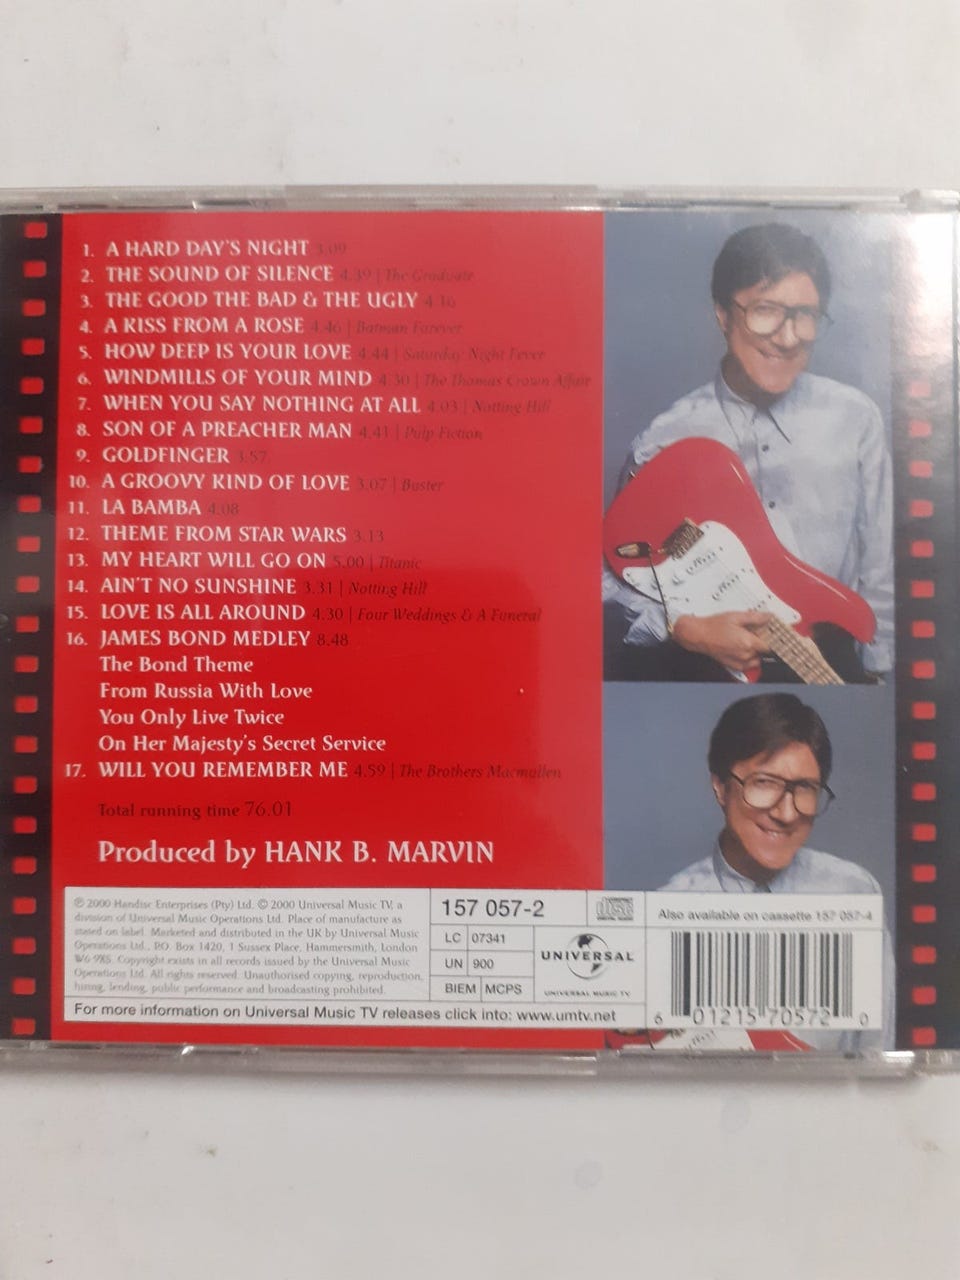 1. A HARD DAY'S NIGHT 3.09
2. THE SOUND OF SILENCE 4.39 | The Graduate
3. THE GOOD THE BAD & THE UGLY 4.16
4. A KISS FROM A ROSE 4.46 | Batman Forever
5. HOW DEEP IS YOUR LOVE 4.44 | Saturday Night Fever
6. WINDMILLS OF YOUR MIND 4.30 | The Thomas Crown Affair
7. WHEN YOU SAY NOTHING AT ALL 4.03 | Notting Hill
8. SON OF A PREACHER MAN 4.41 | Pulp Fiction
9. GOLDFINGER 3.57
10. A GROOVY KIND OF LOVE 3.07 | Buster
11. LA BAMBA 4.08
12. THEME FROM STAR WARS 3.13
13. MY HEART WILL GO ON 5.00 | Titanic
14. AIN'T NO SUNSHINE 3.31 | Notting Hill
15. LOVE IS ALL AROUND 4.30 | Four Weddings & A Funeral
16. JAMES BOND MEDLEY 8.48
The Bond Theme
From Russia With Love
You Only Live Twice
On Her Majesty's Secret Service
17. WILL YOU REMEMBER ME 4.59 | The Brothers Macmullen
Total running time 76.01
Produced by HANK B. MARVIN
℗ 2000 Handisc Enterprises (Pty) Ltd. © 2000 Universal Music TV, a
division of Universal Music Operations Ltd. Place of manufacture as
stated on label. Marketed and distributed in the UK by Universal Music
Operations Ltd., P.O. Box 1420, 1 Sussex Place, Hammersmith, London
W6 9XS. Copyright exists in all records issued by the Universal Music
Operations Ltd. All rights reserved. Unauthorised copying, reproduction,
hiring, lending, public performance and broadcasting prohibited.
For more information on Universal Music TV releases click into: www.umtv.net
157 057-2
disc
LC 07341
UN 900
BIEM MCPS
UNIVERSAL
UNIVERSAL MUSIC TV
Also available on cassette 157 057-4
6 01215 70572 0